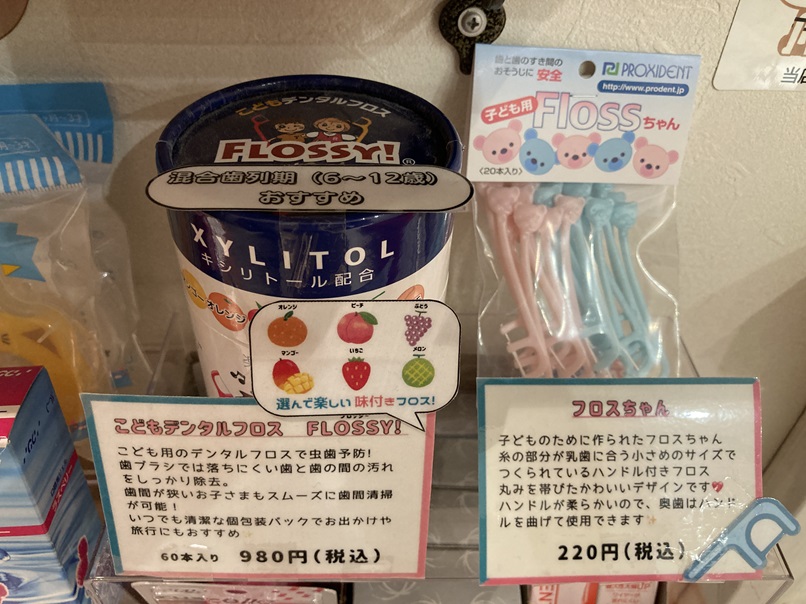 こどもデンタルフロス
FLOSSY!®
混合歯列期（6～12歳）
おすすめ
XYLITOL
キシリトール配合
オレンジ
ピーチ
ぶどう
マンゴー
いちご
メロン
選んで楽しい味付きフロス!
こどもデンタルフロス FLOSSY!
こども用のデンタルフロスで虫歯予防!
歯ブラシでは落ちにくい歯と歯の間の汚れ
をしっかり除去。
歯間が狭いお子さまもスムーズに歯間清掃
が可能！
いつでも清潔な個包装パックでお出かけや
旅行にもおすすめ
60本入り 980円(税込)
歯と歯のすき間の
おそうじに 安全
PROXIDENT
http://www.prodent.jp
子ども用
Flossちゃん
〈20本入り〉
フロスちゃん
子どものために作られたフロスちゃん
糸の部分が乳歯に合う小さめのサイズで
つくられているハンドル付きフロス
丸みを帯びたかわいいデザインです
ハンドルが柔らかいので、奥歯はハンド
ルを曲げて使用できます
220円(税込)